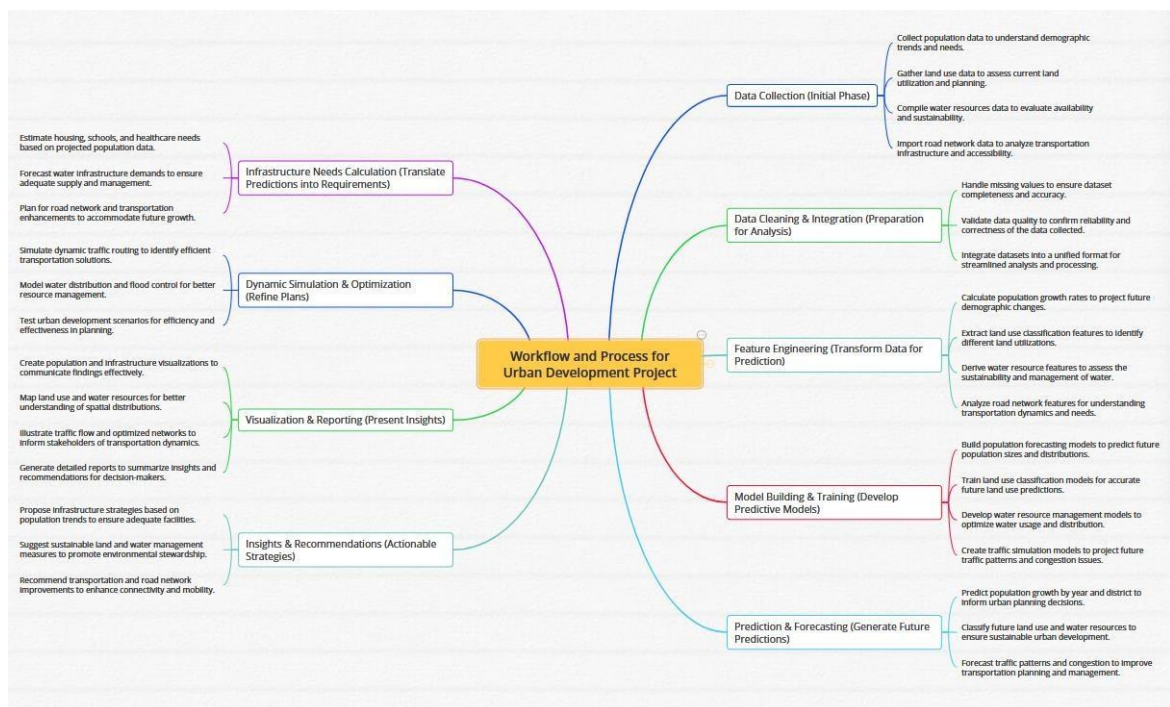 Workflow and Process for
Urban Development Project
Data Collection (Initial Phase)
Collect population data to understand demographic
trends and needs.
Gather land use data to assess current land
utilization and planning.
Compile water resources data to evaluate availability
and sustainability.
Import road network data to analyze transportation
infrastructure and accessibility.
Data Cleaning & Integration (Preparation
for Analysis)
Handle missing values to ensure dataset
completeness and accuracy.
Validate data quality to confirm reliability and
correctness of the data collected.
Integrate datasets into a unified format for
streamlined analysis and processing.
Feature Engineering (Transform Data for
Prediction)
Calculate population growth rates to project future
demographic changes.
Extract land use classification features to identify
different land utilizations.
Derive water resource features to assess the
sustainability and management of water.
Analyze road network features for understanding
transportation dynamics and needs.
Model Building & Training (Develop
Predictive Models)
Build population forecasting models to predict future
population sizes and distributions.
Train land use classification models for accurate
future land use predictions.
Develop water resource management models to
optimize water usage and distribution.
Create traffic simulation models to project future
traffic patterns and congestion issues.
Prediction & Forecasting (Generate Future
Predictions)
Predict population growth by year and district to
inform urban planning decisions.
Classify future land use and water resources to
ensure sustainable urban development.
Forecast traffic patterns and congestion to improve
transportation planning and management.
Infrastructure Needs Calculation (Translate
Predictions into Requirements)
Estimate housing, schools, and healthcare needs
based on projected population data.
Forecast water infrastructure demands to ensure
adequate supply and management.
Plan for road network and transportation
enhancements to accommodate future growth.
Dynamic Simulation & Optimization
(Refine Plans)
Simulate dynamic traffic routing to identify efficient
transportation solutions.
Model water distribution and flood control for better
resource management.
Test urban development scenarios for efficiency and
effectiveness in planning.
Visualization & Reporting (Present Insights)
Create population and infrastructure visualizations to
communicate findings effectively.
Map land use and water resources for better
understanding of spatial distributions.
Illustrate traffic flow and optimized networks to
inform stakeholders of transportation dynamics.
Generate detailed reports to summarize insights and
recommendations for decision-makers.
Insights & Recommendations (Actionable
Strategies)
Propose infrastructure strategies based on
population trends to ensure adequate facilities.
Suggest sustainable land and water management
measures to promote environmental stewardship.
Recommend transportation and road network
improvements to enhance connectivity and mobility.